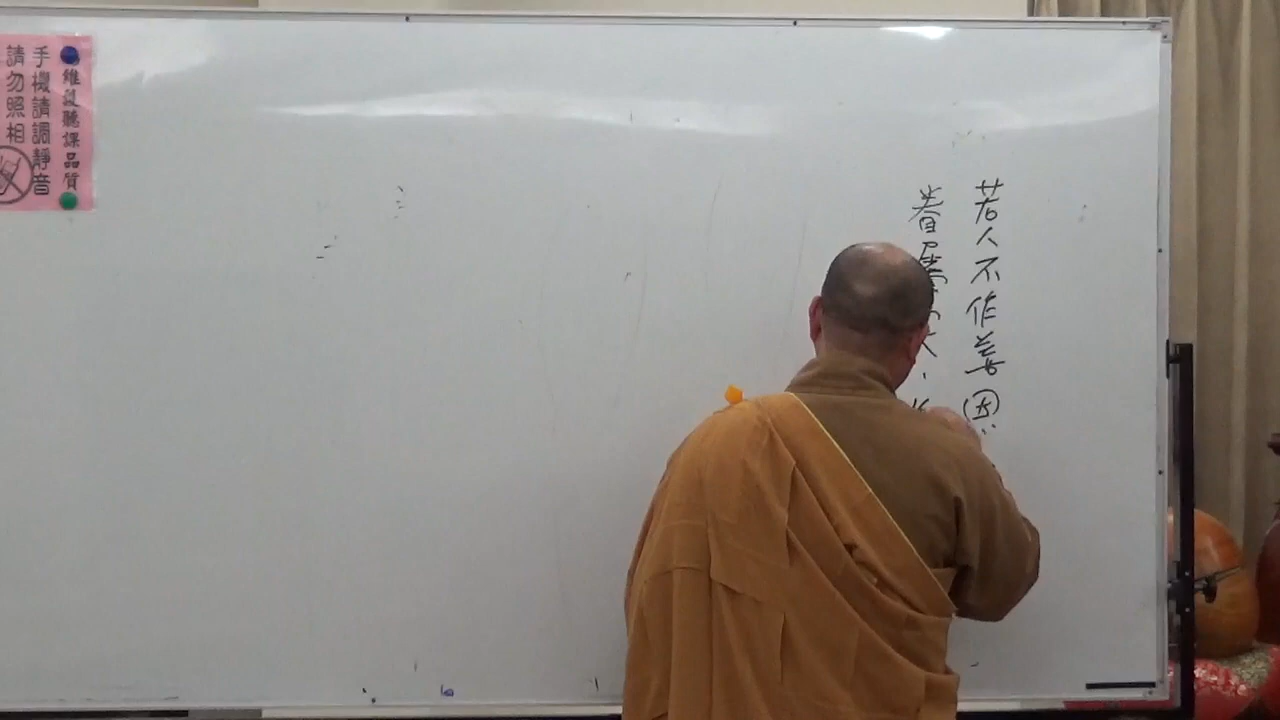 若人不作善因
眷屬
維護聽課品質
手機請調靜音
請勿照相